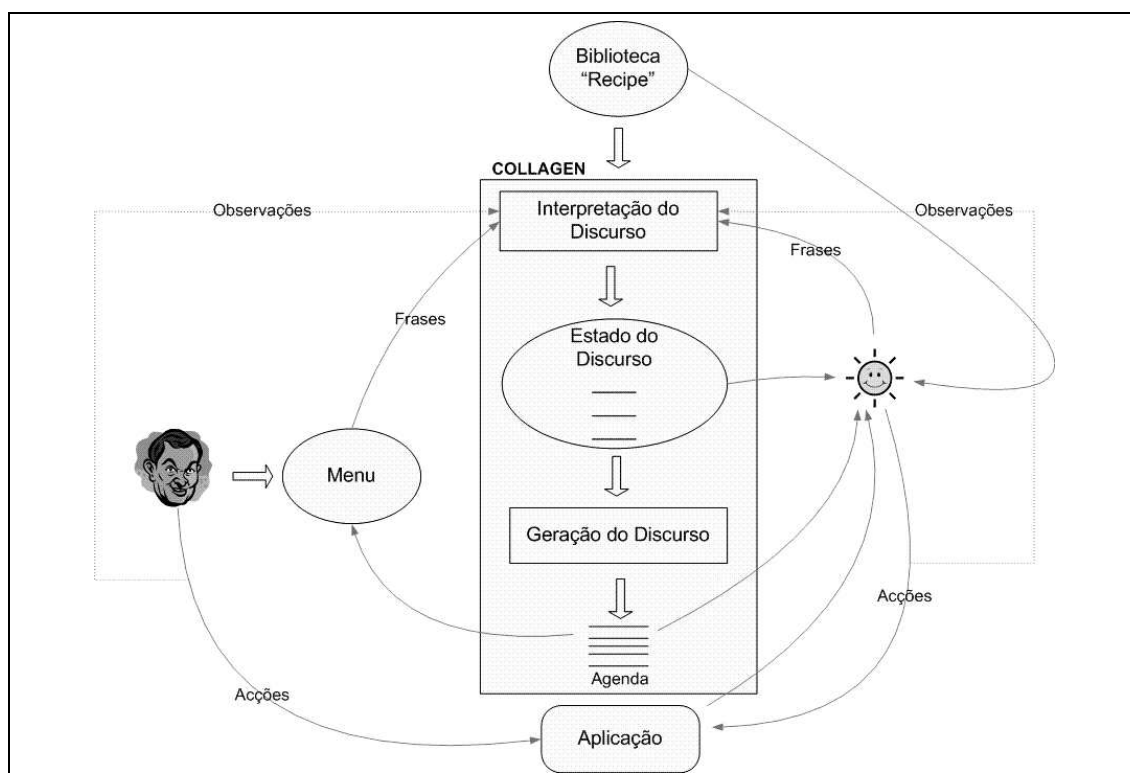 Biblioteca
“Recipe”
COLLAGEN
Observações
Interpretação do
Discurso
Observações
Frases
Frases
Estado do
Discurso
Menu
Geração do Discurso
Acções
Agenda
Acções
Aplicação